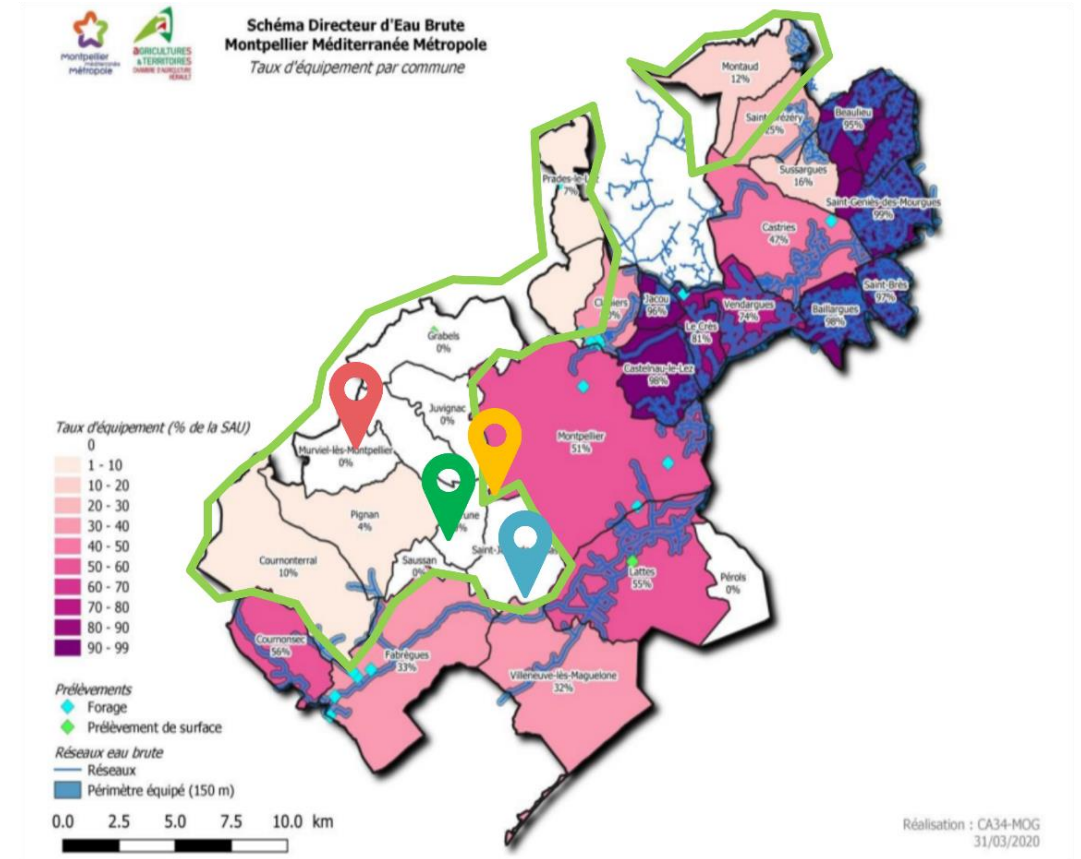 Montpellier
méditerranée
métropole
AGRICULTURES
& TERRITOIRES
CHAMBRE D'AGRICULTURE
HÉRAULT
Schéma Directeur d'Eau Brute
Montpellier Méditerranée Métropole
Taux d'équipement par commune
Montaud
12%
Beaulieu
95%
Sussargues
16%
Prades-le-
7%
Saint-Geniès-des-Mourgues
99%
Castries
47%
Saint-Brès
97%
Jacou
96%
Vendargues
74%
Baillargues
98%
Le Crès
81%
Grabels
0%
Castelnau-le-Lez
98%
Juvignac
0%
Montpellier
51%
Murviel-lès-Montpellier
0%
Pignan
4%
Saussan
0%
Cournonterral
10%
Lattes
55%
Pérols
0%
Cournonsec
56%
Fabrègues
33%
Villeneuve-lès-Maguelone
32%
Taux d'équipement (% de la SAU)
0
1 - 10
10 - 20
20 - 30
30 - 40
40 - 50
50 - 60
60 - 70
70 - 80
80 - 90
90 - 99
Prélèvements
Forage
Prélèvement de surface
Réseaux eau brute
Réseaux
Périmètre équipé (150 m)
0.0 2.5 5.0 7.5 10.0 km
Réalisation : CA34-MOG
31/03/2020